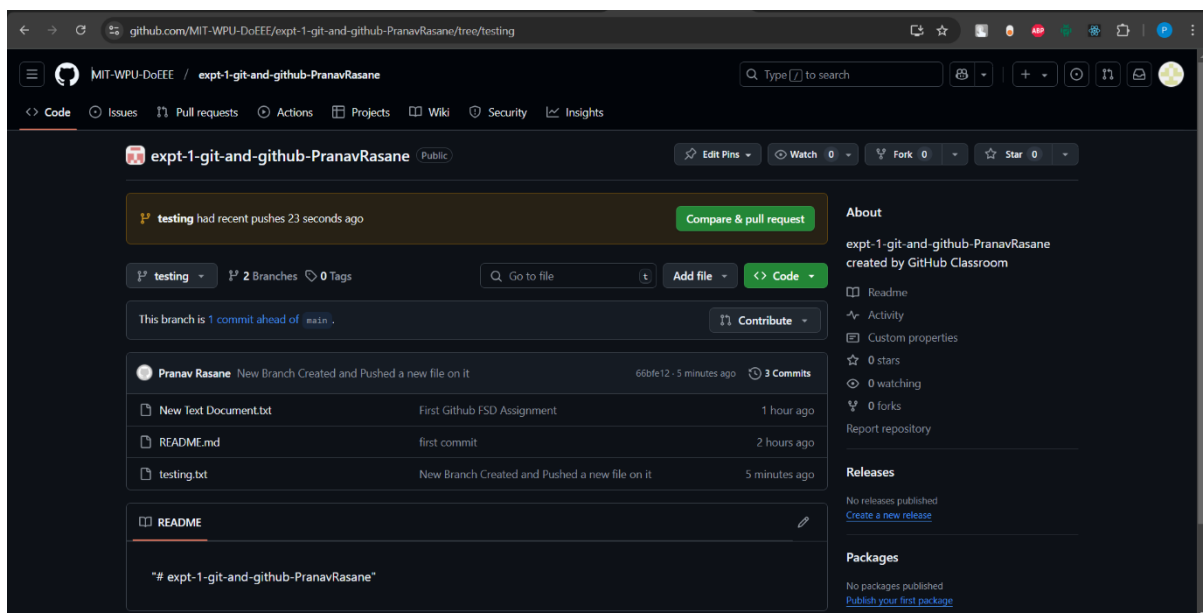 github.com/MIT-WPU-DoEEE/expt-1-git-and-github-PranavRasane/tree/testing
ABP
P
MIT-WPU-DoEEE / expt-1-git-and-github-PranavRasane
Type / to search
<> Code Issues Pull requests Actions Projects Wiki Security Insights
expt-1-git-and-github-PranavRasane Public
Edit Pins Watch 0 Fork 0 Star 0
testing had recent pushes 23 seconds ago
Compare & pull request
testing 2 Branches 0 Tags
Go to file t
Add file
<> Code
This branch is 1 commit ahead of main .
Contribute
Pranav Rasane New Branch Created and Pushed a new file on it 66bfe12 · 5 minutes ago 3 Commits
New Text Document.txt First Github FSD Assignment 1 hour ago
README.md first commit 2 hours ago
testing.txt New Branch Created and Pushed a new file on it 5 minutes ago
README
"# expt-1-git-and-github-PranavRasane"
About
expt-1-git-and-github-PranavRasane
created by GitHub Classroom
Readme
Activity
Custom properties
0 stars
0 watching
0 forks
Report repository
Releases
No releases published
Create a new release
Packages
No packages published
Publish your first package